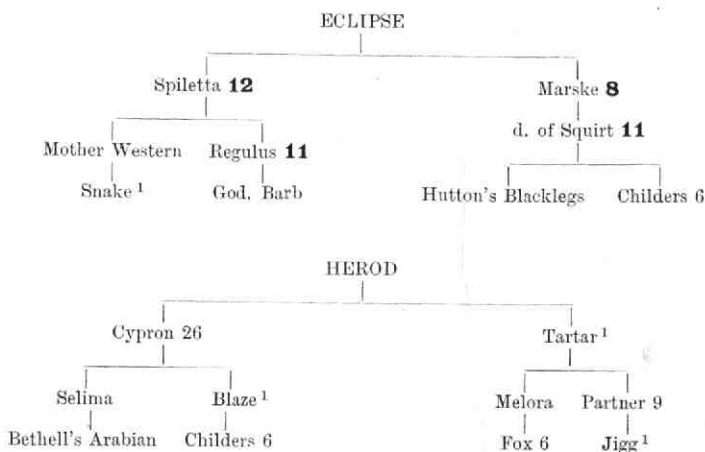 ECLIPSE
Spiletta 12 Marske 8
d. of Squirt 11
Mother Western Regulus 11
Snake 1 God. Barb
Hutton's Blacklegs Childers 6
HEROD
Cypron 26 Tartar 1
Selima Blaze 1 Melora Partner 9
Bethell's Arabian Childers 6 Fox 6 Jigg 1